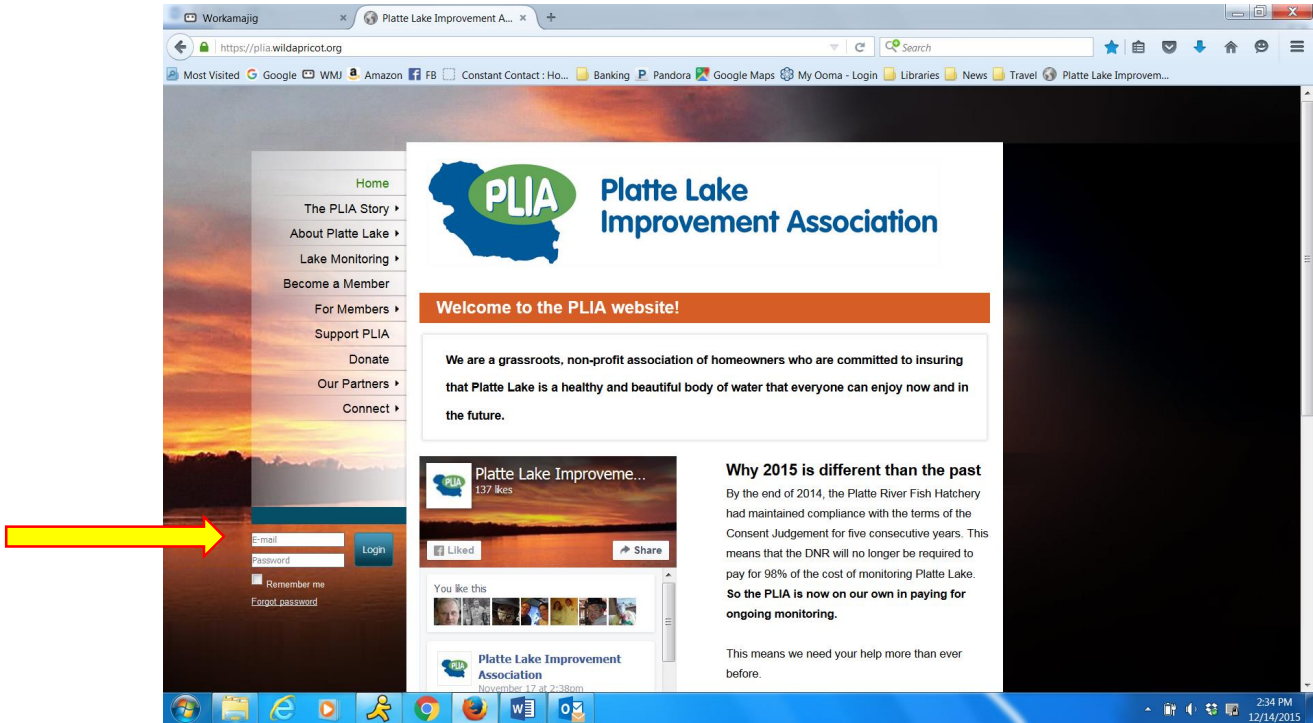 Workamajig
Platte Lake Improvement A...
https://plia.wildapricot.org
Search
Most Visited Google WMJ Amazon FB Constant Contact : Ho... Banking Pandora Google Maps My Ooma - Login Libraries News Travel Platte Lake Improvem...
PLIA
Platte Lake
Improvement Association
Home
The PLIA Story
About Platte Lake
Lake Monitoring
Become a Member
For Members
Support PLIA
Donate
Our Partners
Connect
Welcome to the PLIA website!
We are a grassroots, non-profit association of homeowners who are committed to insuring
that Platte Lake is a healthy and beautiful body of water that everyone can enjoy now and in
the future.
E-mail
Password
Login
Remember me
Forgot password
PLIA
Platte Lake Improveme...
137 likes
Liked
Share
You like this
PLIA
Platte Lake Improvement
Association
November 17 at 2:38pm
Why 2015 is different than the past
By the end of 2014, the Platte River Fish Hatchery
had maintained compliance with the terms of the
Consent Judgement for five consecutive years. This
means that the DNR will no longer be required to
pay for 98% of the cost of monitoring Platte Lake.
So the PLIA is now on our own in paying for
ongoing monitoring.
This means we need your help more than ever
before.
2:34 PM
12/14/2015